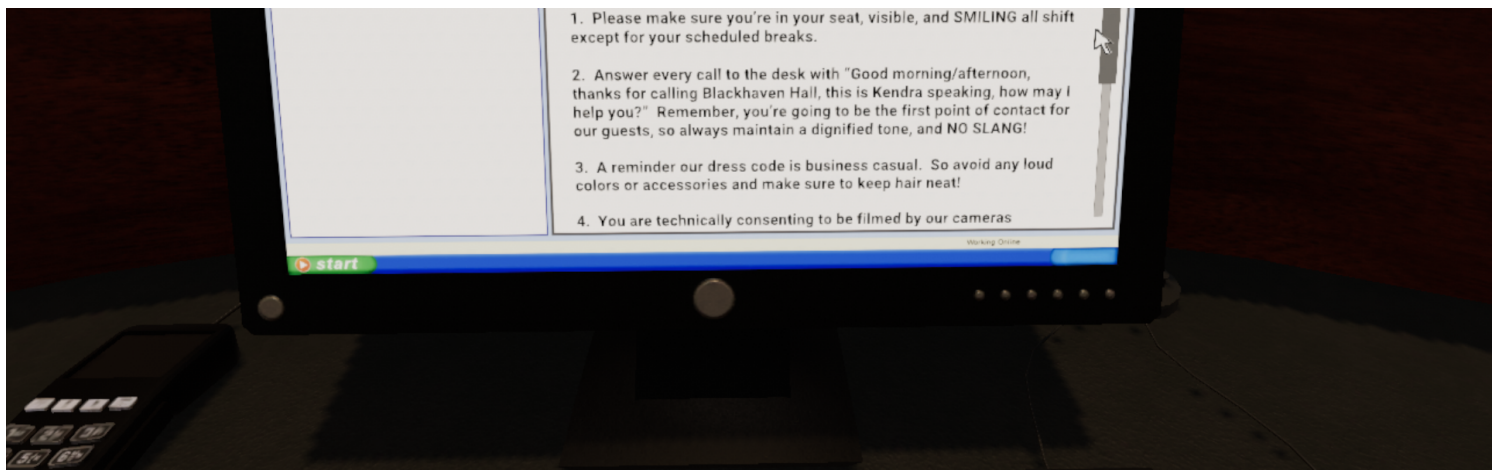 1. Please make sure you're in your seat, visible, and SMILING all shift
except for your scheduled breaks.
2. Answer every call to the desk with "Good morning/afternoon,
thanks for calling Blackhaven Hall, this is Kendra speaking, how may I
help you?" Remember, you're going to be the first point of contact for
our guests, so always maintain a dignified tone, and NO SLANG!
3. A reminder our dress code is business casual. So avoid any loud
colors or accessories and make sure to keep hair neat!
4. You are technically consenting to be filmed by our cameras
Working Online
start